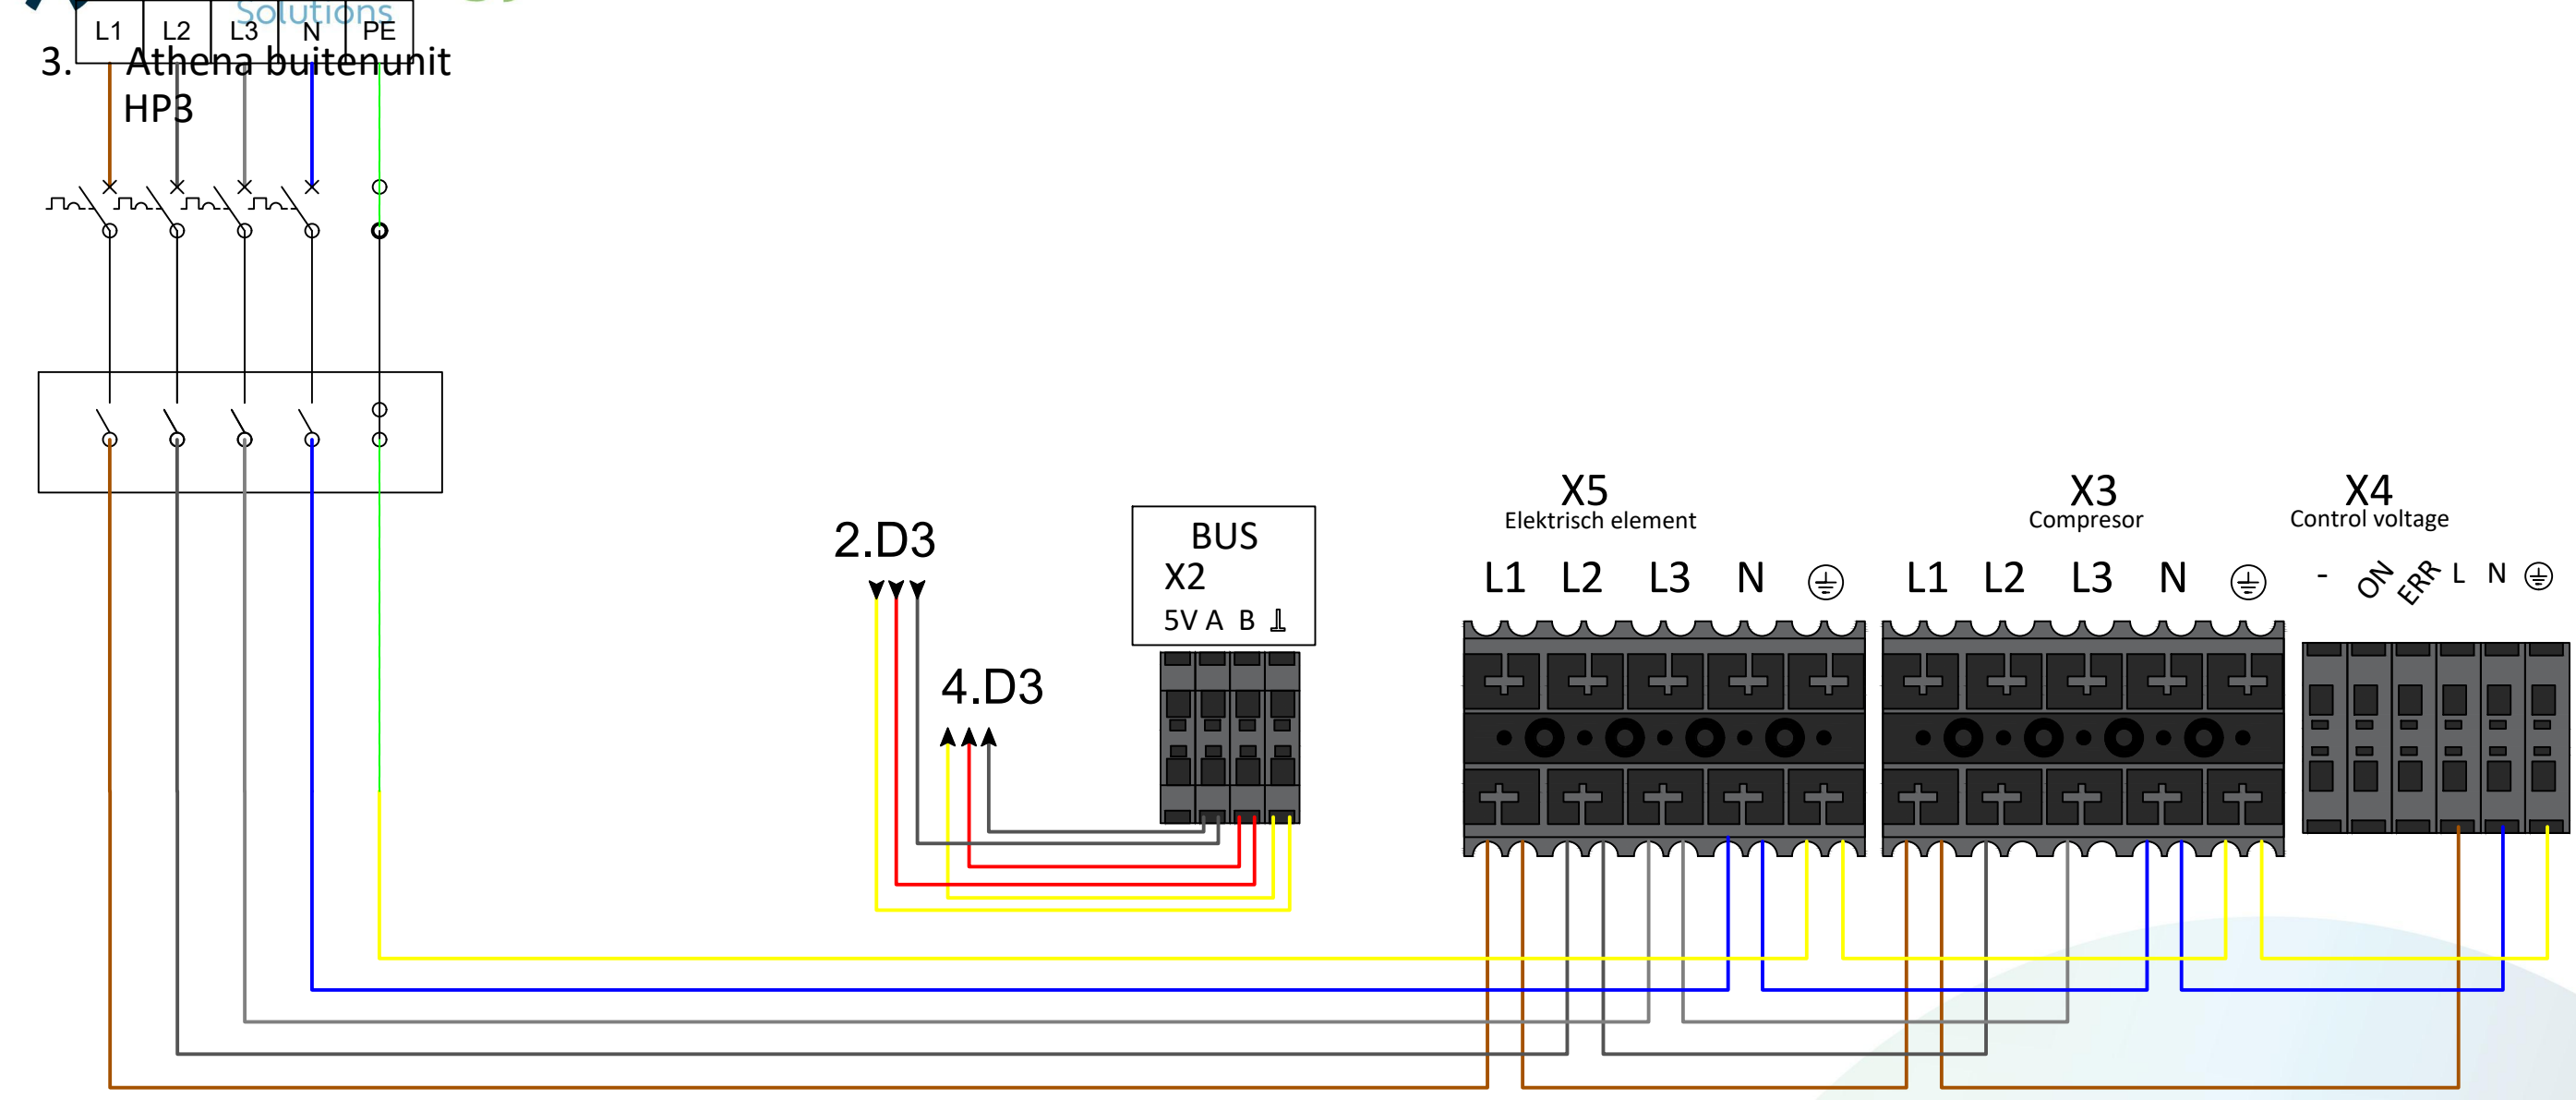 Solutions
L1 L2 L3 N PE
3. Athena buitenunit
HP3
2.D3
4.D3
BUS
X2
5V A B
X5
Elektrisch element
L1 L2 L3 N
X3
Compresor
L1 L2 L3 N
X4
Control voltage
- ON ERR L N